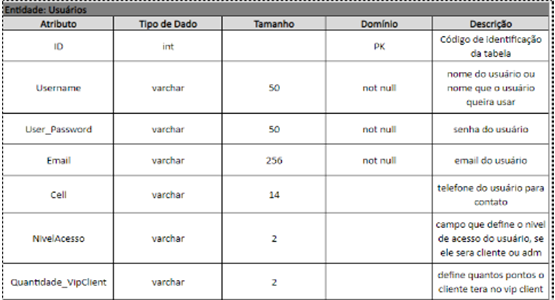 Entidade: Usuários
Atributo Tipo de Dado Tamanho Domínio Descrição
ID int PK Código de identificação
da tabela
Username varchar 50 not null nome do usuário ou
nome que o usuário
queira usar
User_Password varchar 50 not null senha do usuário
Email varchar 256 not null email do usuário
Cell varchar 14 telefone do usuário para
contato
NivelAcesso varchar 2 campo que define o nivel
de acesso do usuário, se
ele sera cliente ou adm
Quantidade_VipClient varchar 2 define quantos pontos o
cliente tera no vip client